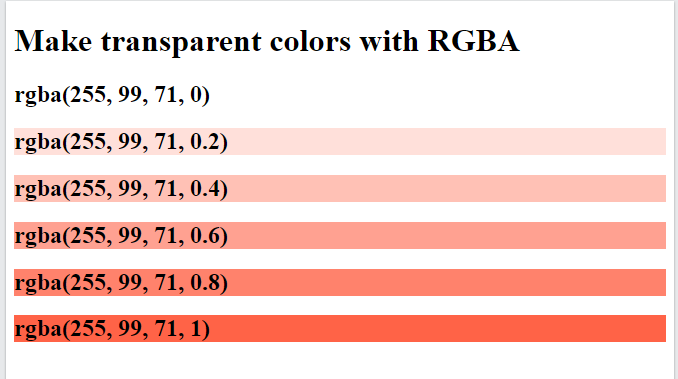 Make transparent colors with RGBA
rgba(255, 99, 71, 0)
rgba(255, 99, 71, 0.2)
rgba(255, 99, 71, 0.4)
rgba(255, 99, 71, 0.6)
rgba(255, 99, 71, 0.8)
rgba(255, 99, 71, 1)